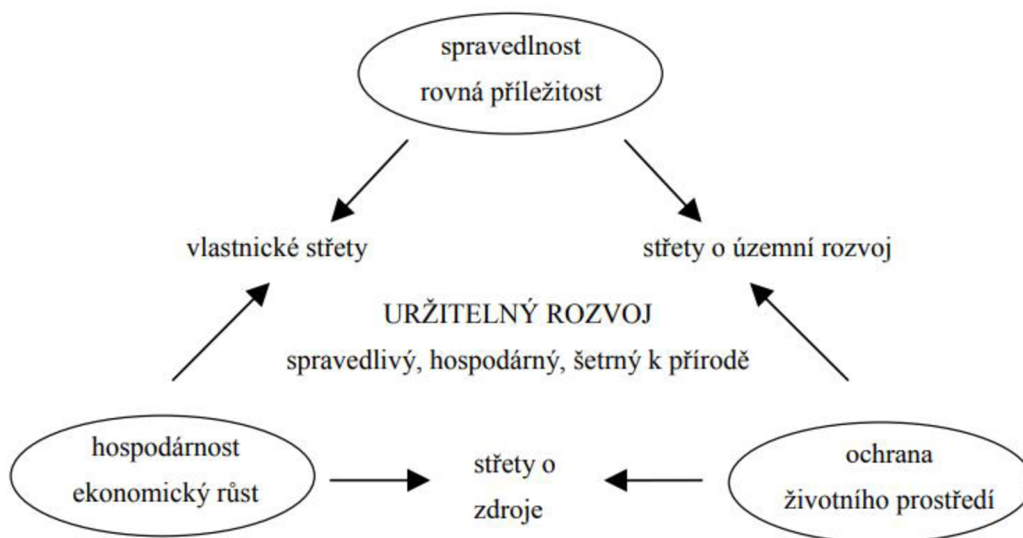 spravedlnost
rovná příležitost
vlastnické střety
střety o územní rozvoj
URŽITELNÝ ROZVOJ
spravedlivý, hospodárný, šetrný k přírodě
hospodárnost
ekonomický růst
střety o
zdroje
ochrana
životního prostředí